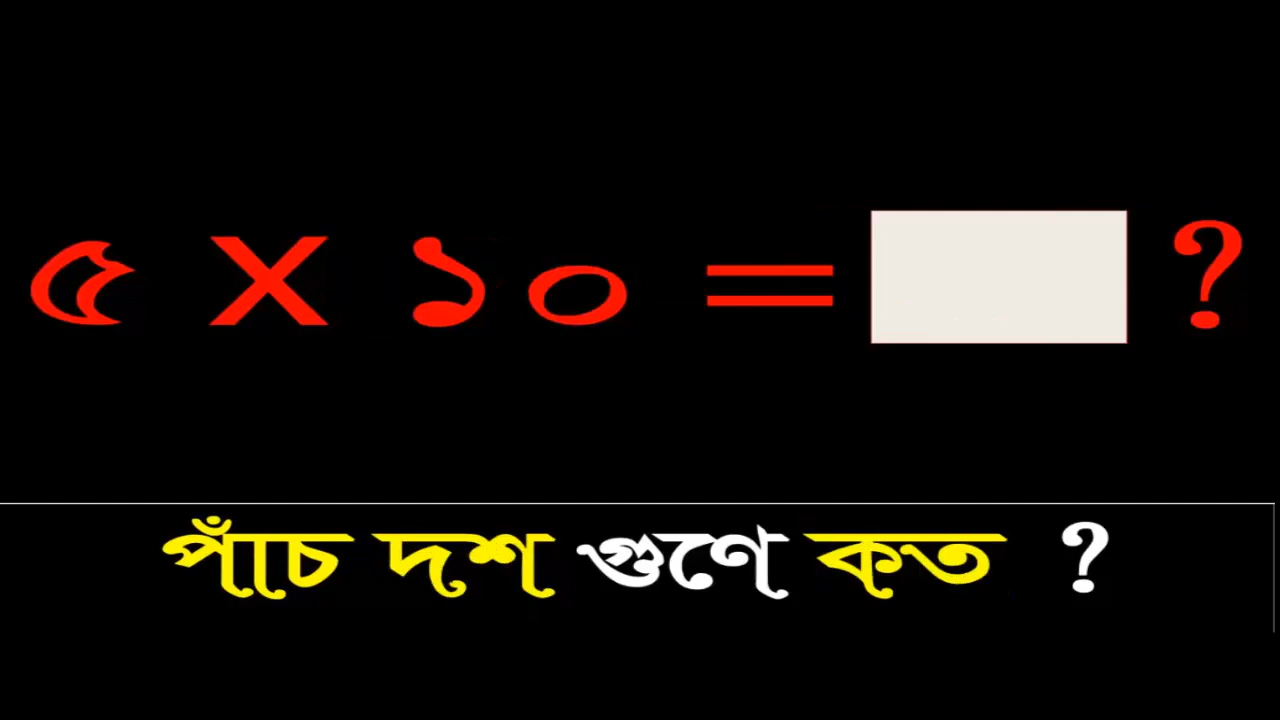 ৫ X ১০ = ?
পাঁচ দশ গুণে কত ?